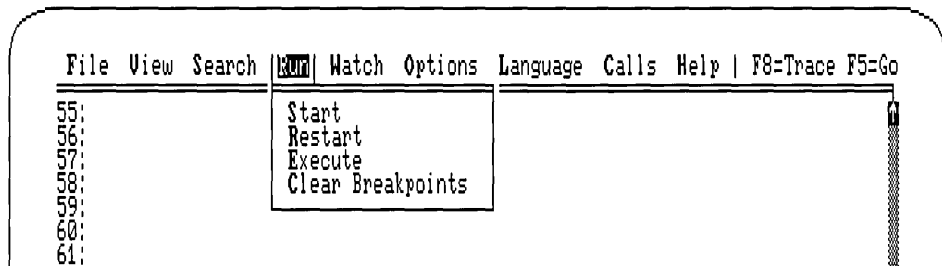 File View Search |Run| Watch Options Language Calls Help | F8=Trace F5=Go
55:
56:
57:
58:
59:
60:
61:
Start
Restart
Execute
Clear Breakpoints